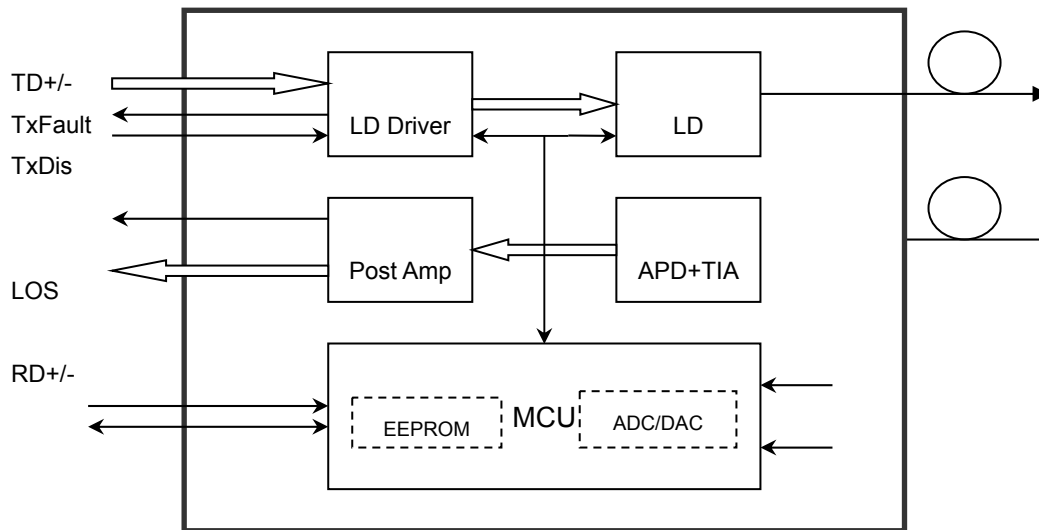 TD+/-
TxFault
TxDis
LD Driver
LD
LOS
Post Amp
APD+TIA
RD+/-
EEPROM
MCU
ADC/DAC